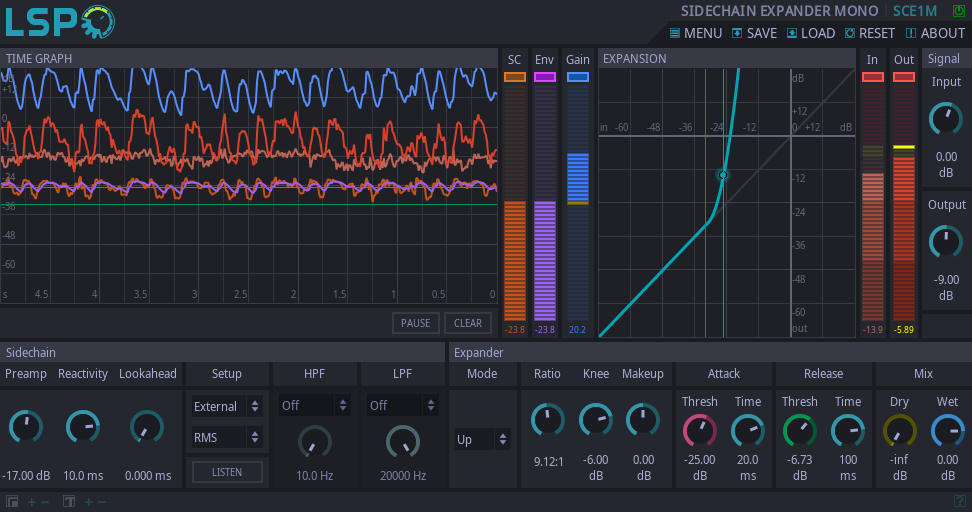 LSP
SIDECHAIN EXPANDER MONO SCE1M
MENU SAVE LOAD RESET ABOUT
TIME GRAPH
SC Env Gain
EXPANSION
In Out
Signal
+12
0
-12
-24
-36
-48
-60
s 4.5 4 3.5 3 2.5 2 1.5 1 0.5 0
PAUSE CLEAR
-23.8 -23.8 20.2
dB
+12
in -60 -48 -36 -24 -12 0 +12 dB
-12
-24
-36
-48
-60
out
-13.9 -5.89
Input
0.00
dB
Output
-9.00
dB
Sidechain
Preamp Reactivity Lookahead
-17.00 dB 10.0 ms 0.000 ms
Setup
External
RMS
LISTEN
HPF
Off
10.0 Hz
LPF
Off
20000 Hz
Expander
Mode
Up
Ratio Knee Makeup
9.12:1 -6.00 0.00
dB dB
Attack
Thresh Time
-25.00 20.0
dB ms
Release
Thresh Time
-6.73 100
dB ms
Mix
Dry Wet
-inf 0.00
dB dB